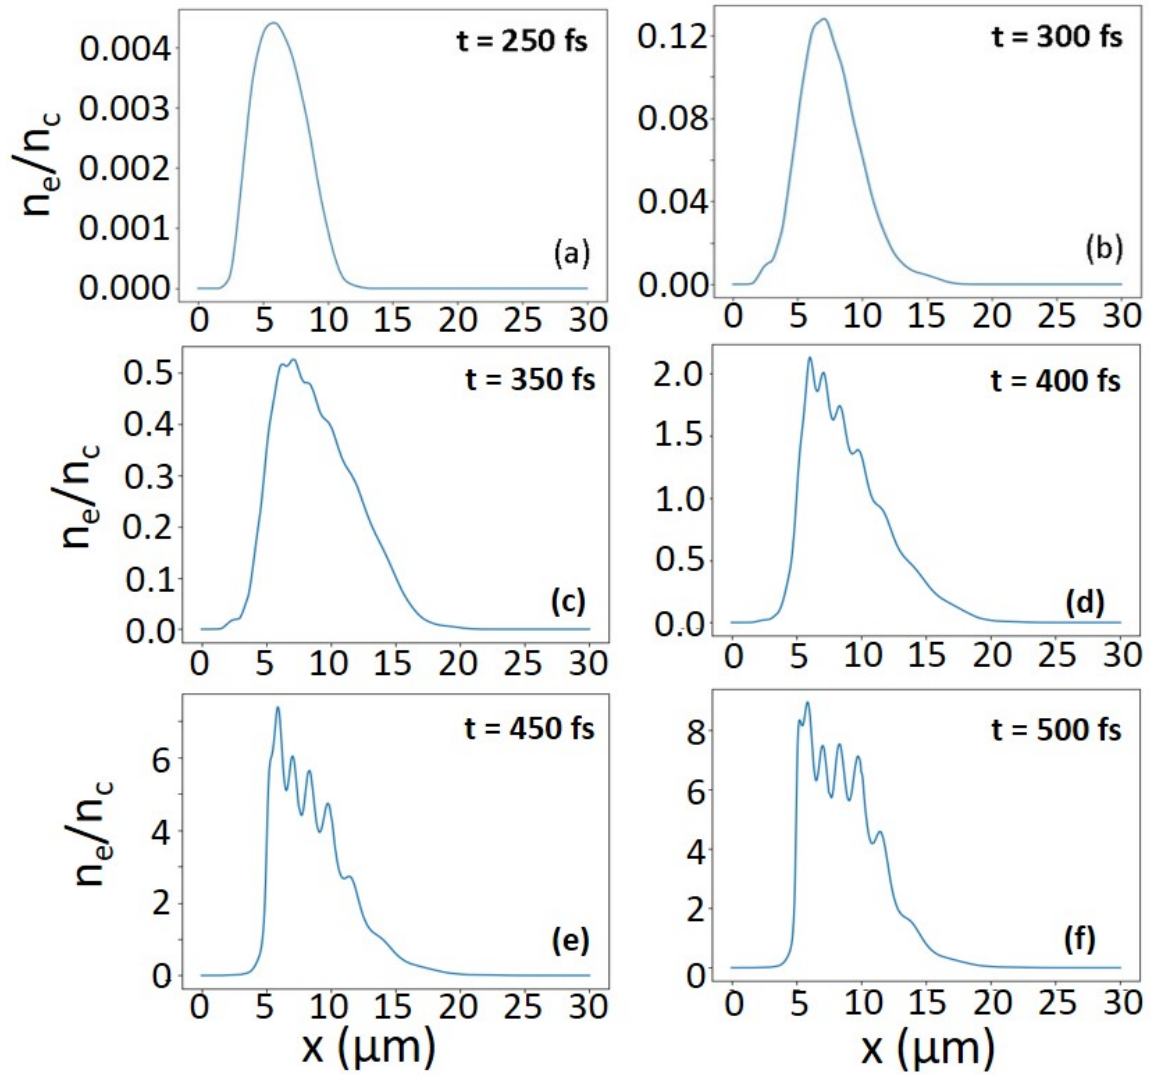 t = 250 fs
n_e/n_c
0.004
0.003
0.002
0.001
0.000
(a)
0 5 10 15 20 25 30
t = 300 fs
0.12
0.08
0.04
0.00
(b)
0 5 10 15 20 25 30
t = 350 fs
n_e/n_c
0.5
0.4
0.3
0.2
0.1
0.0
(c)
0 5 10 15 20 25 30
t = 400 fs
2.0
1.5
1.0
0.5
0.0
(d)
0 5 10 15 20 25 30
t = 450 fs
n_e/n_c
6
4
2
0
(e)
0 5 10 15 20 25 30
x (μm)
t = 500 fs
8
6
4
2
0
(f)
0 5 10 15 20 25 30
x (μm)